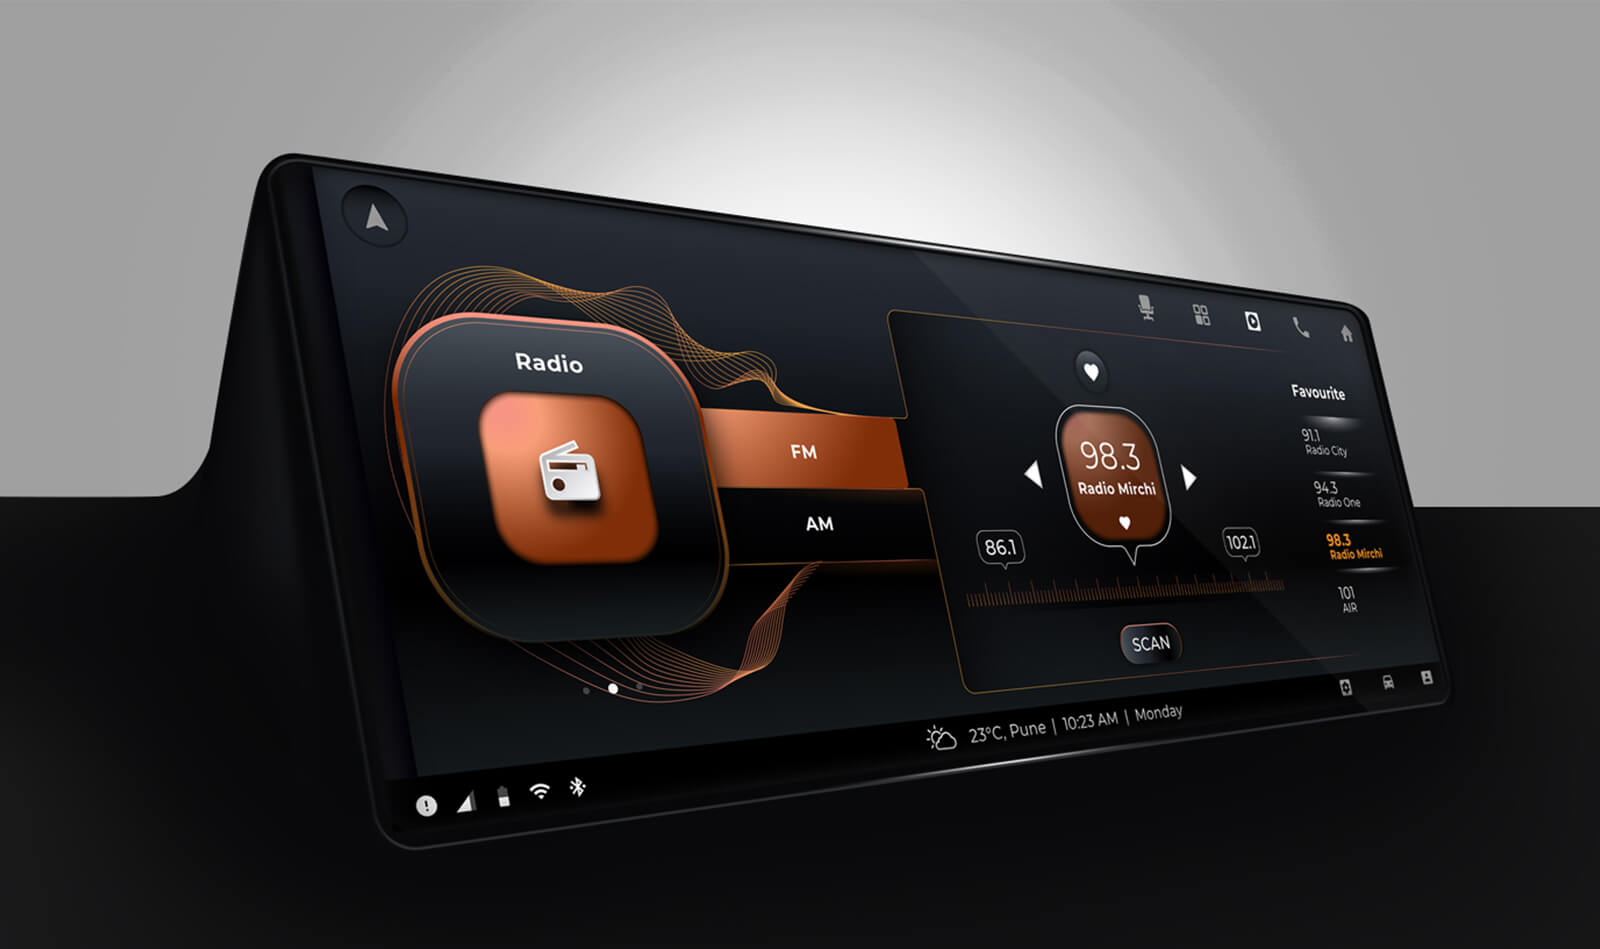 Radio
FM
AM
98.3
Radio Mirchi
86.1
102.1
SCAN
Favourite
91.1
Radio City
94.3
Radio One
98.3
Radio Mirchi
101
AIR
23°C, Pune | 10:23 AM | Monday